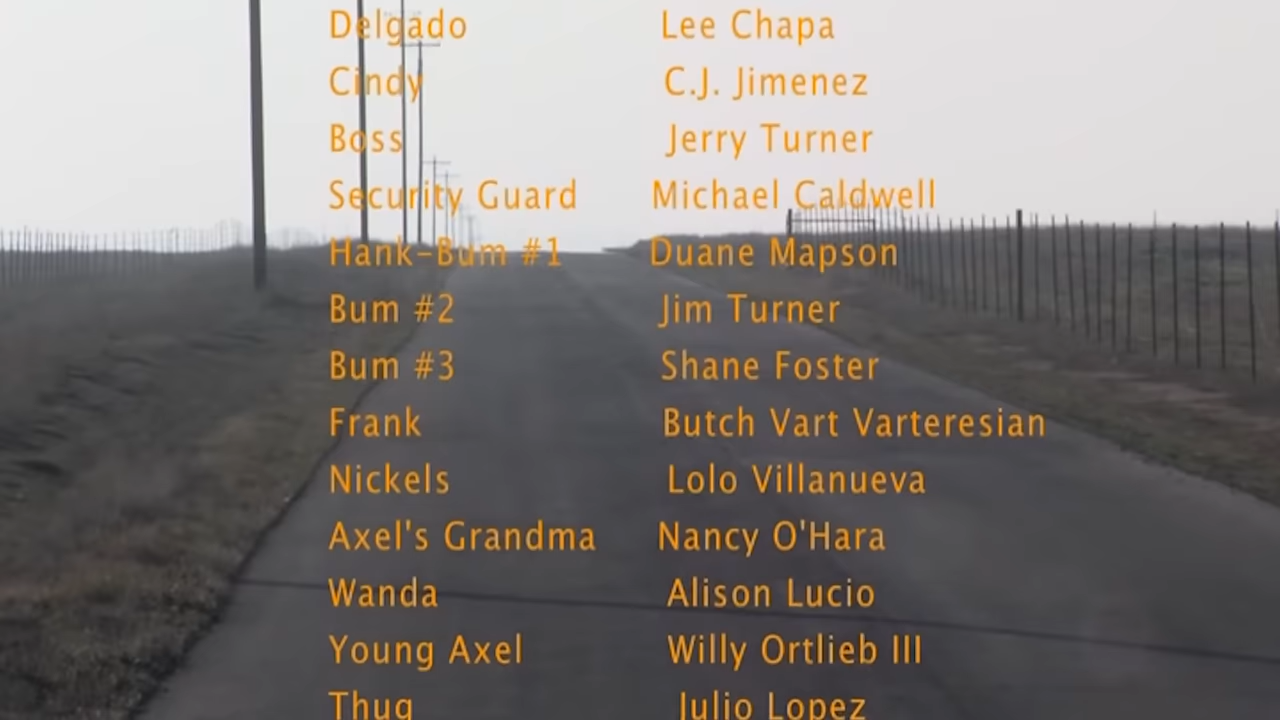 Delgado Lee Chapa
Cindy C.J. Jimenez
Boss Jerry Turner
Security Guard Michael Caldwell
Hank-Bum #1 Duane Mapson
Bum #2 Jim Turner
Bum #3 Shane Foster
Frank Butch Vart Varteresian
Nickels Lolo Villanueva
Axel's Grandma Nancy O'Hara
Wanda Alison Lucio
Young Axel Willy Ortlieb III
Thug Julio Lopez